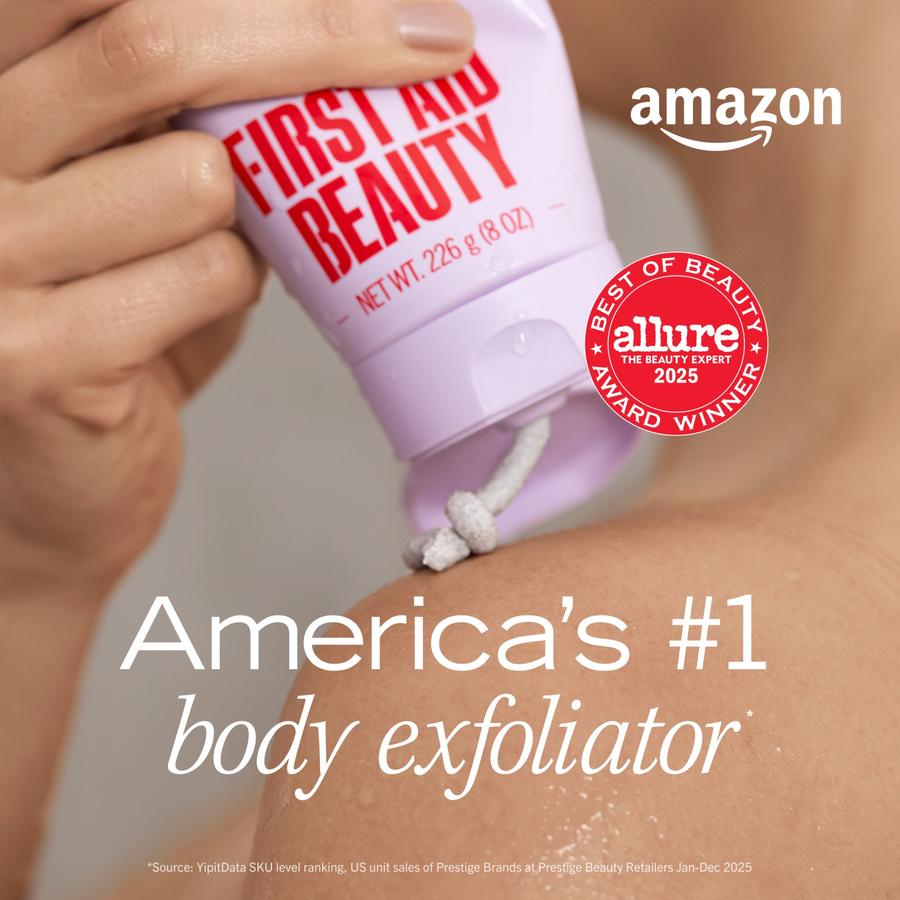 FIRST AID
BEAUTY
NET WT. 226 g (8 OZ)
amazon
BEST OF BEAUTY
allure
THE BEAUTY EXPERT
2025
AWARD WINNER
America's #1
body exfoliator*
*Source: YipitData SKU level ranking, US unit sales of Prestige Brands at Prestige Beauty Retailers Jan-Dec 2025